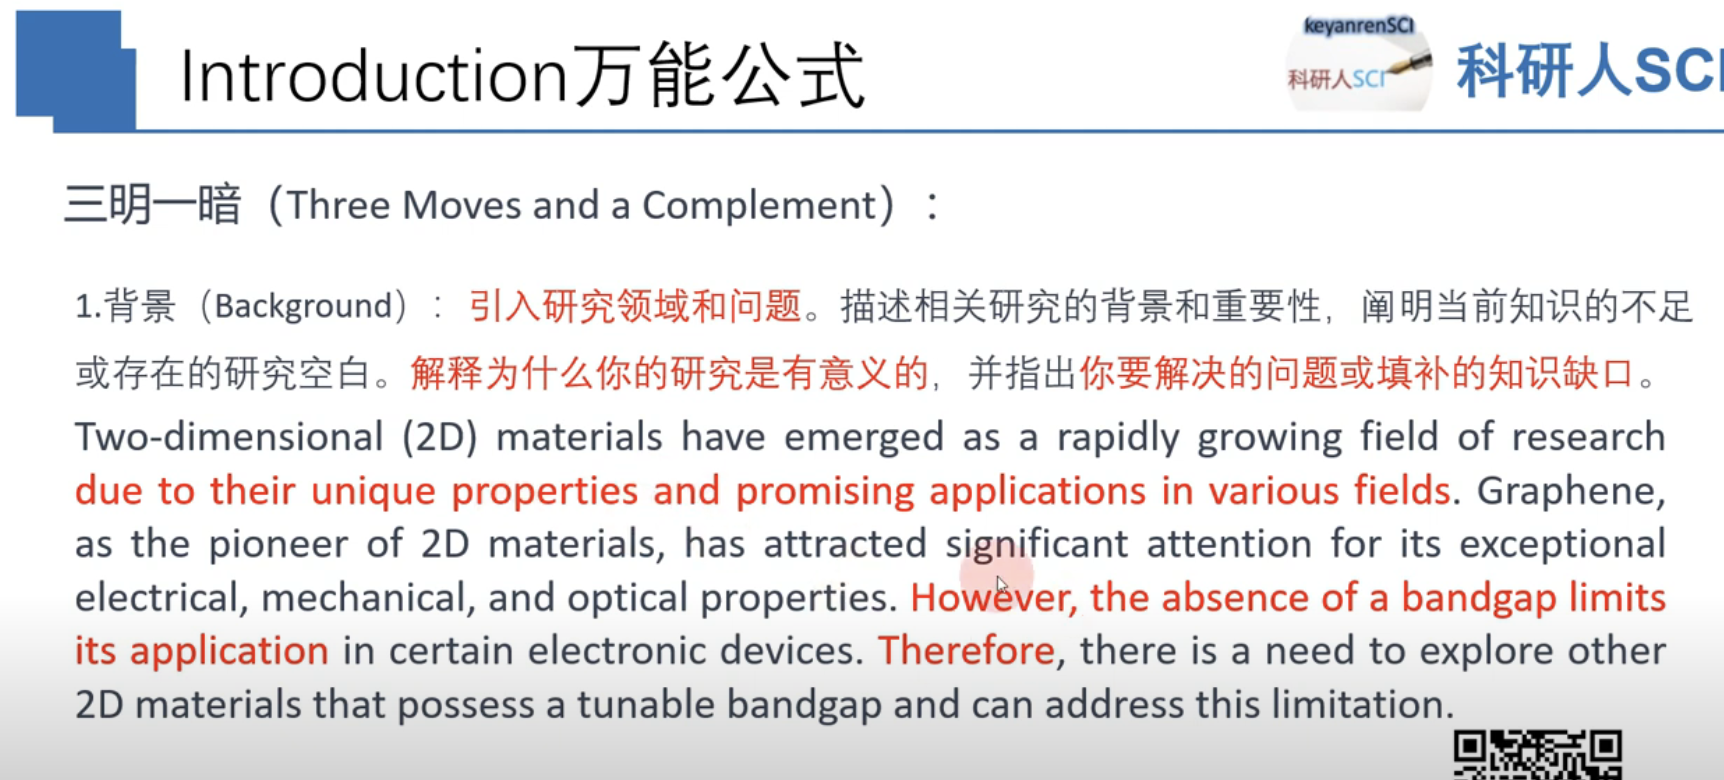 Introduction万能公式
keyanrenSCI
科研人SCI
科研人SCI
三明一暗（Three Moves and a Complement）：
1.背景（Background）：引入研究领域和问题。描述相关研究的背景和重要性，阐明当前知识的不足
或存在的研究空白。解释为什么你的研究是有意义的，并指出你要解决的问题或填补的知识缺口。
Two-dimensional (2D) materials have emerged as a rapidly growing field of research
due to their unique properties and promising applications in various fields. Graphene,
as the pioneer of 2D materials, has attracted significant attention for its exceptional
electrical, mechanical, and optical properties. However, the absence of a bandgap limits
its application in certain electronic devices. Therefore, there is a need to explore other
2D materials that possess a tunable bandgap and can address this limitation.